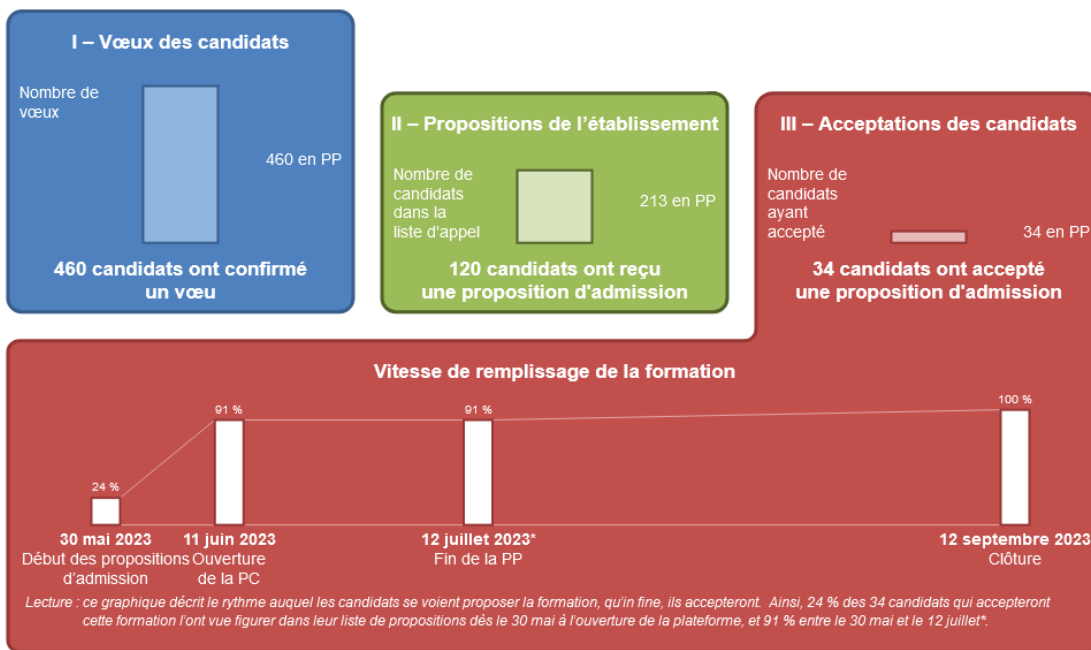 I – Vœux des candidats
Nombre de
vœux
460 en PP
460 candidats ont confirmé
un vœu
II – Propositions de l'établissement
Nombre de
candidats
dans la
liste d'appel
213 en PP
120 candidats ont reçu
une proposition d'admission
III – Acceptations des candidats
Nombre de
candidats
ayant
accepté
34 en PP
34 candidats ont accepté
une proposition d'admission
Vitesse de remplissage de la formation
24 %
91 %
91 %
100 %
30 mai 2023
Début des propositions
d'admission
11 juin 2023
Ouverture
de la PC
12 juillet 2023*
Fin de la PP
12 septembre 2023
Clôture
Lecture : ce graphique décrit le rythme auquel les candidats se voient proposer la formation, qu'in fine, ils accepteront. Ainsi, 24 % des 34 candidats qui accepteront
cette formation l'ont vue figurer dans leur liste de propositions dès le 30 mai à l'ouverture de la plateforme, et 91 % entre le 30 mai et le 12 juillet*.